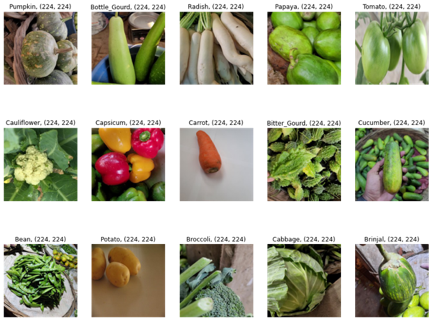 Pumpkin, (224, 224)
Bottle_Gourd, (224, 224)
Radish, (224, 224)
Papaya, (224, 224)
Tomato, (224, 224)
Cauliflower, (224, 224)
Capsicum, (224, 224)
Carrot, (224, 224)
Bitter_Gourd, (224, 224)
Cucumber, (224, 224)
Bean, (224, 224)
Potato, (224, 224)
Broccoli, (224, 224)
Cabbage, (224, 224)
Brinjal, (224, 224)